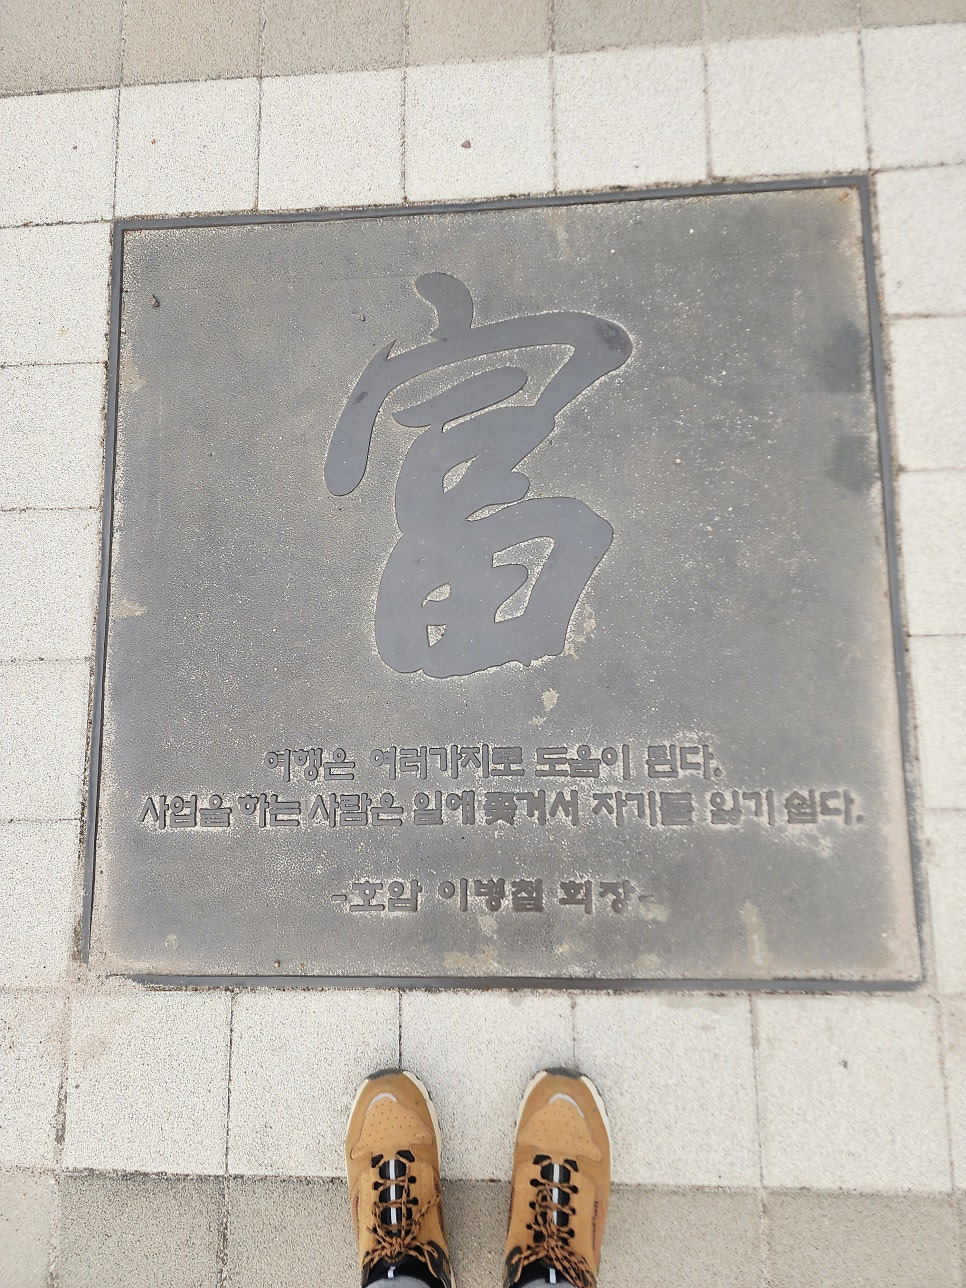 富
여행은 여러가지로 도움이 된다.
사업을 하는 사람은 일에 쫓겨서 자기를 잃기 쉽다.
-호암 이병철 회장-